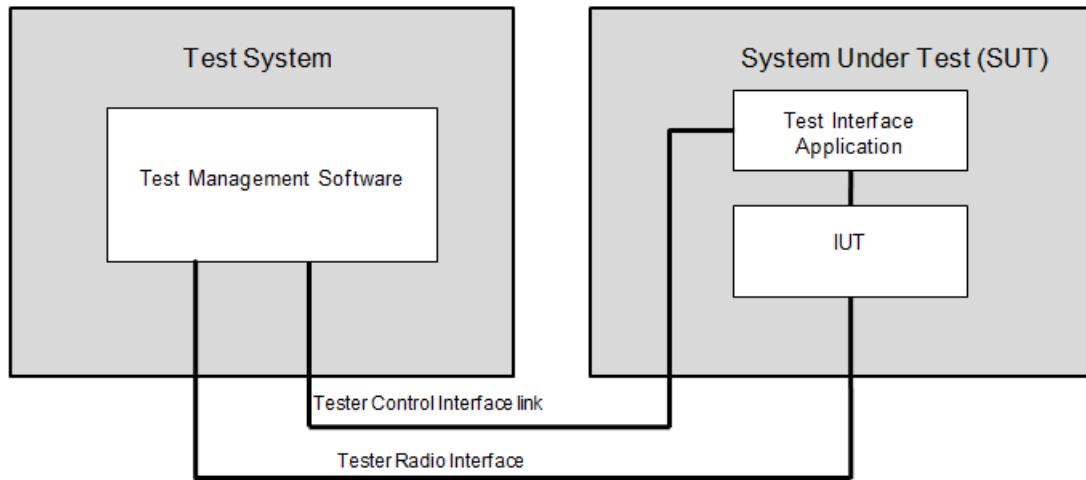 Test System
Test Management Software
System Under Test (SUT)
Test Interface
Application
IUT
Tester Control Interface link
Tester Radio Interface